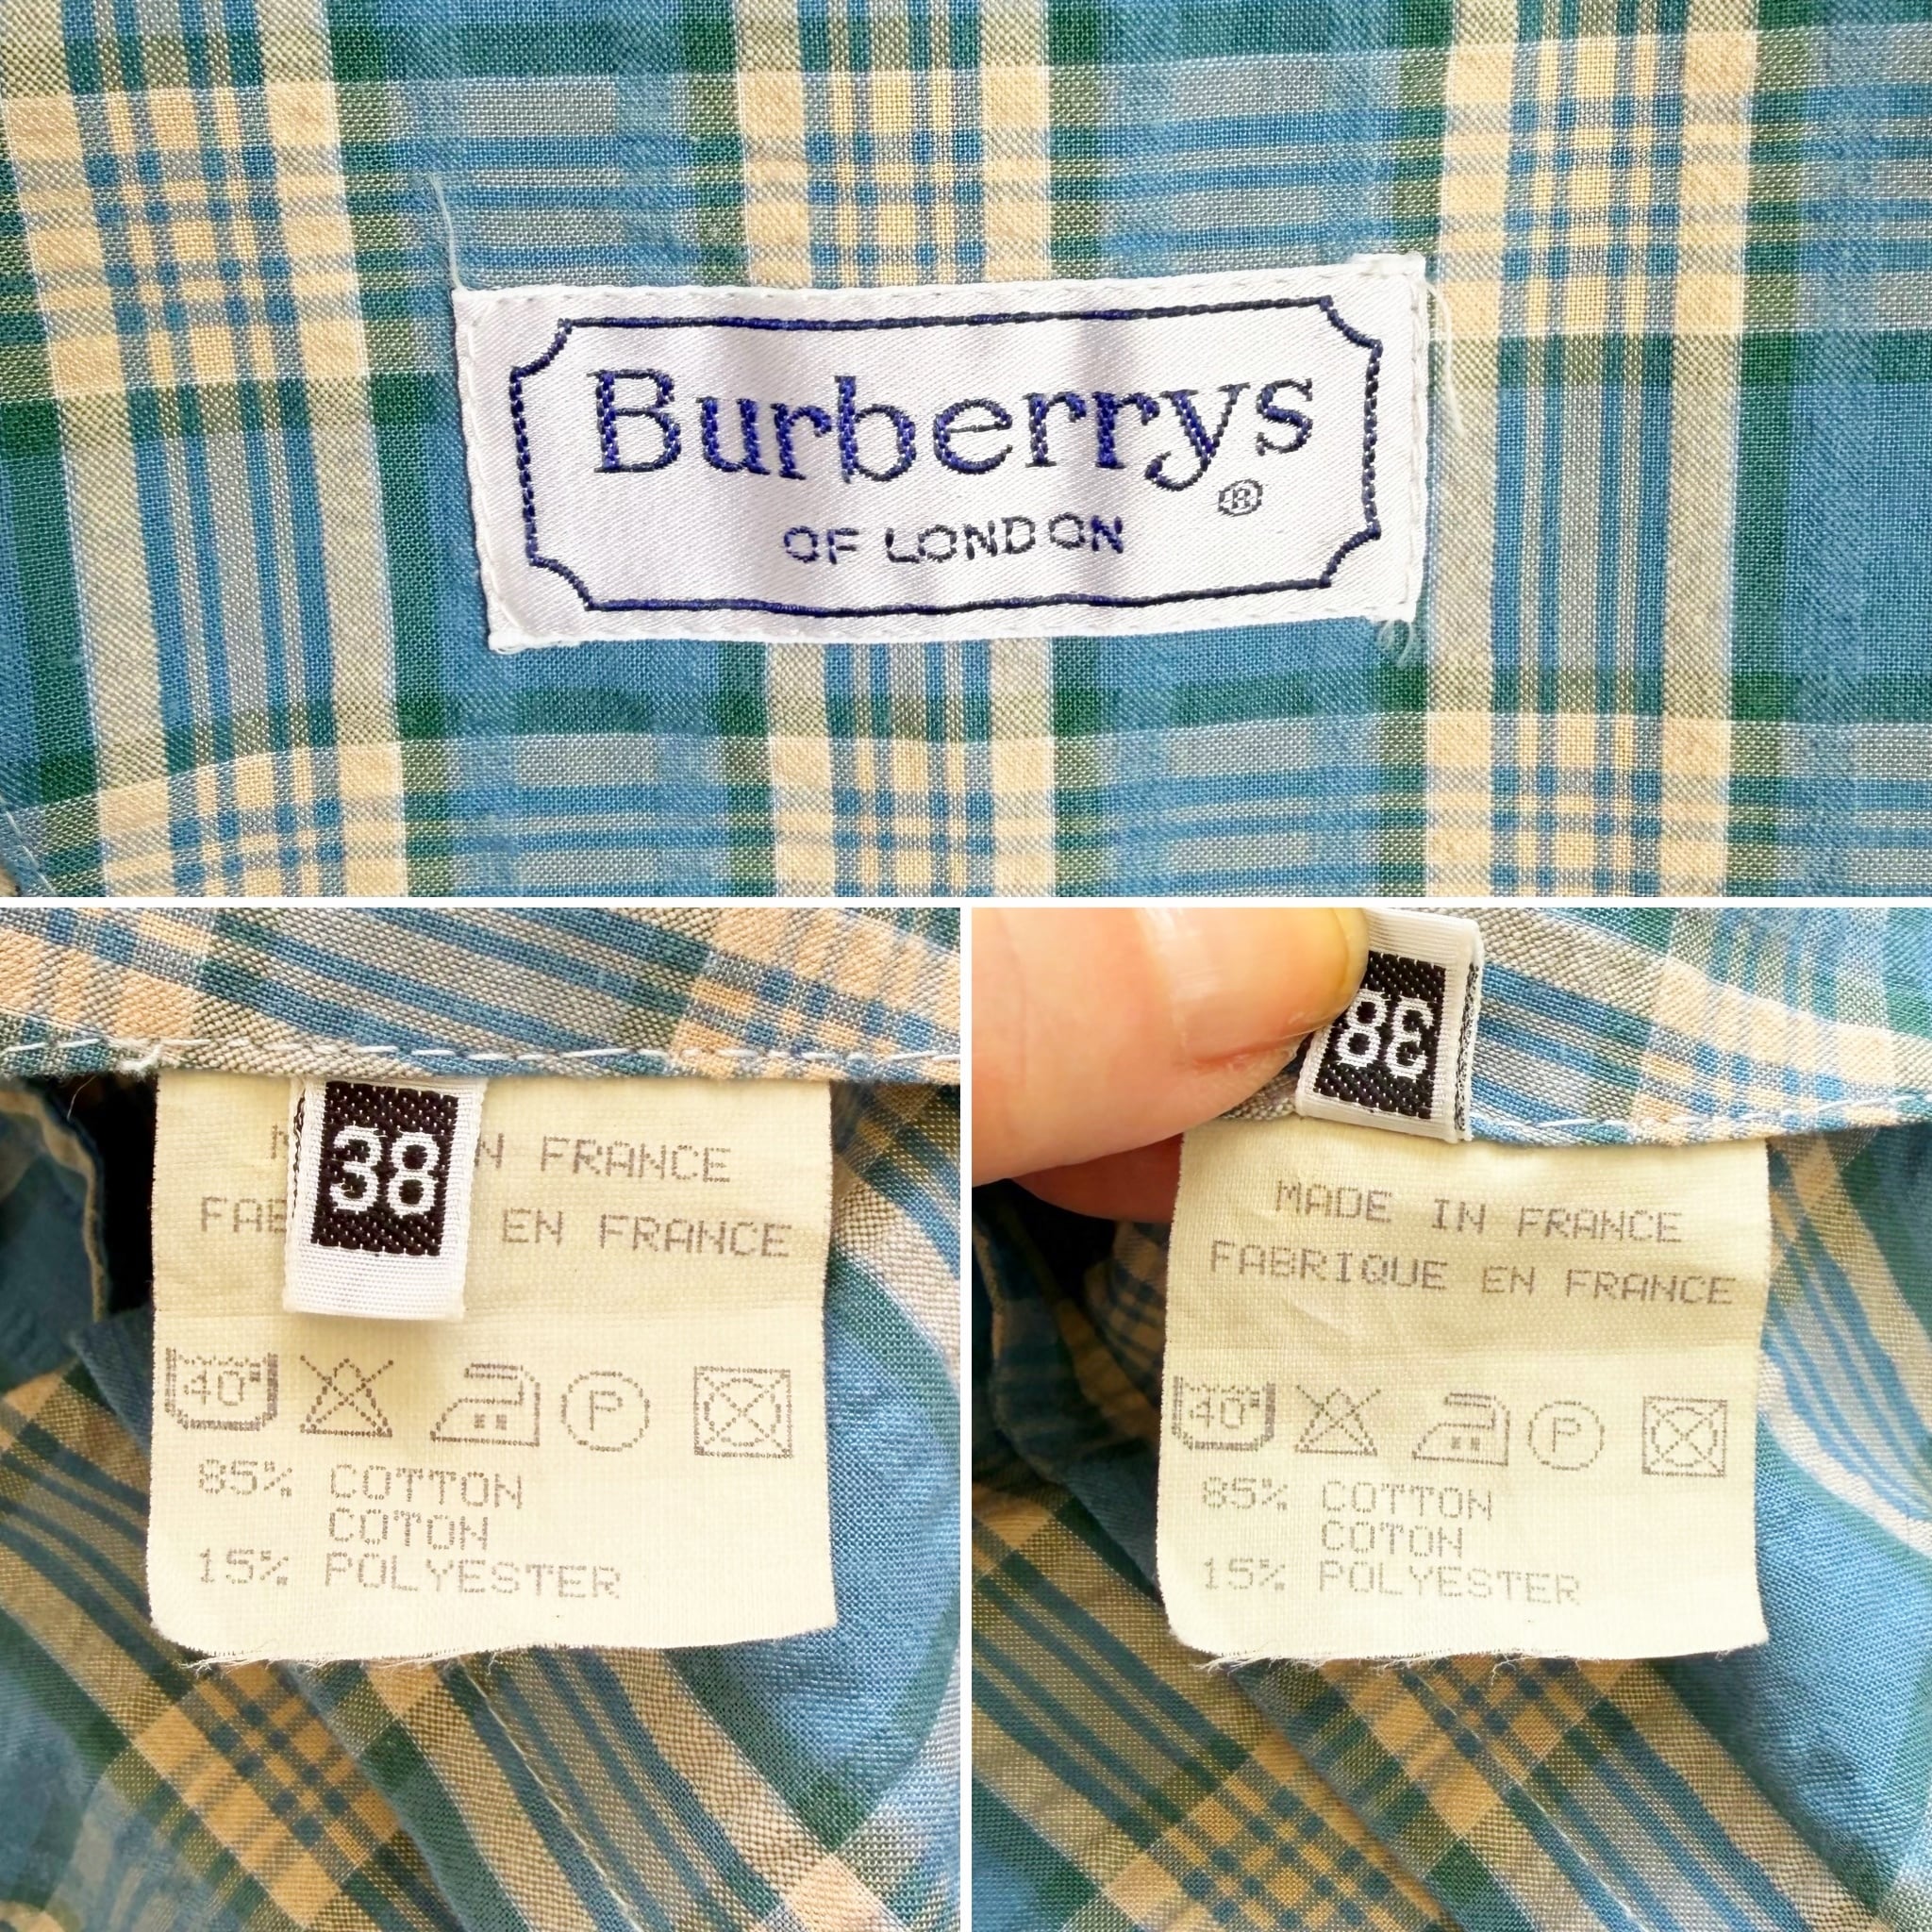 Burberrys
®
OF LONDON
38
N FRANCE
FAB EN FRANCE
40°
P
85% COTTON
COTON
15% POLYESTER
38
MADE IN FRANCE
FABRIQUE EN FRANCE
40°
P
85% COTTON
COTON
15% POLYESTER